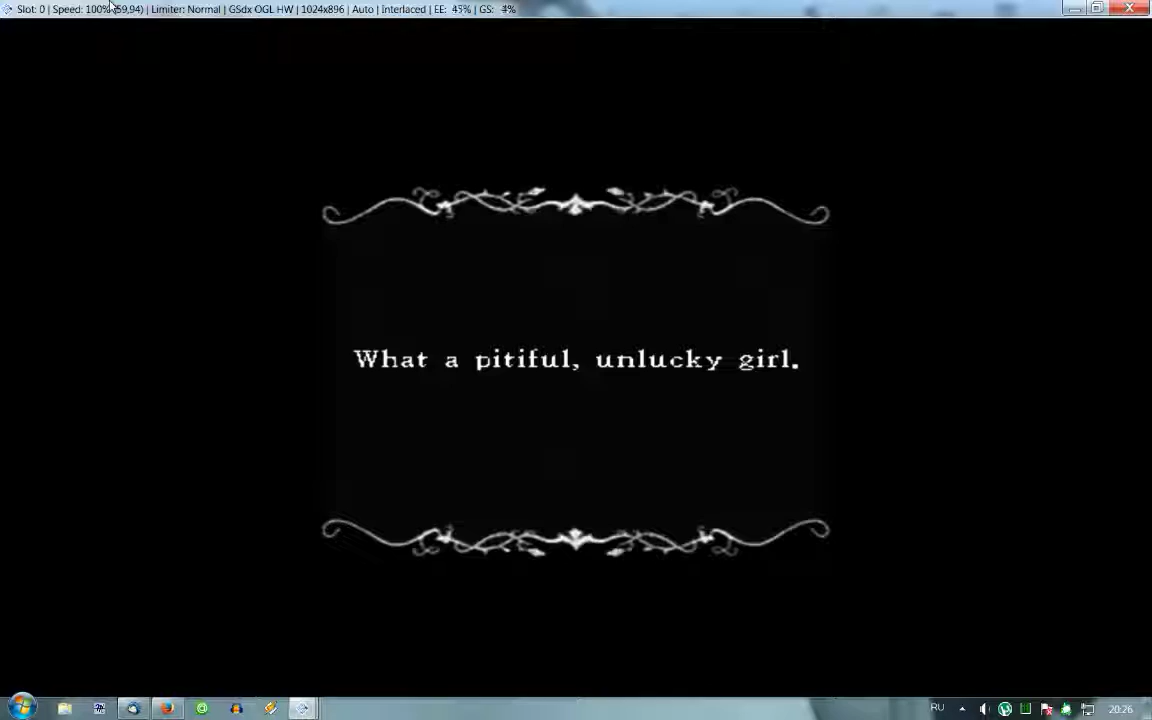 Slot: 0 | Speed: 100% (59,94) | Limiter: Normal | GSdx OGL HW | 1024x896 | Auto | Interlaced | EE: 45% | GS: 4%
What a pitiful, unlucky girl.
RU
20:26